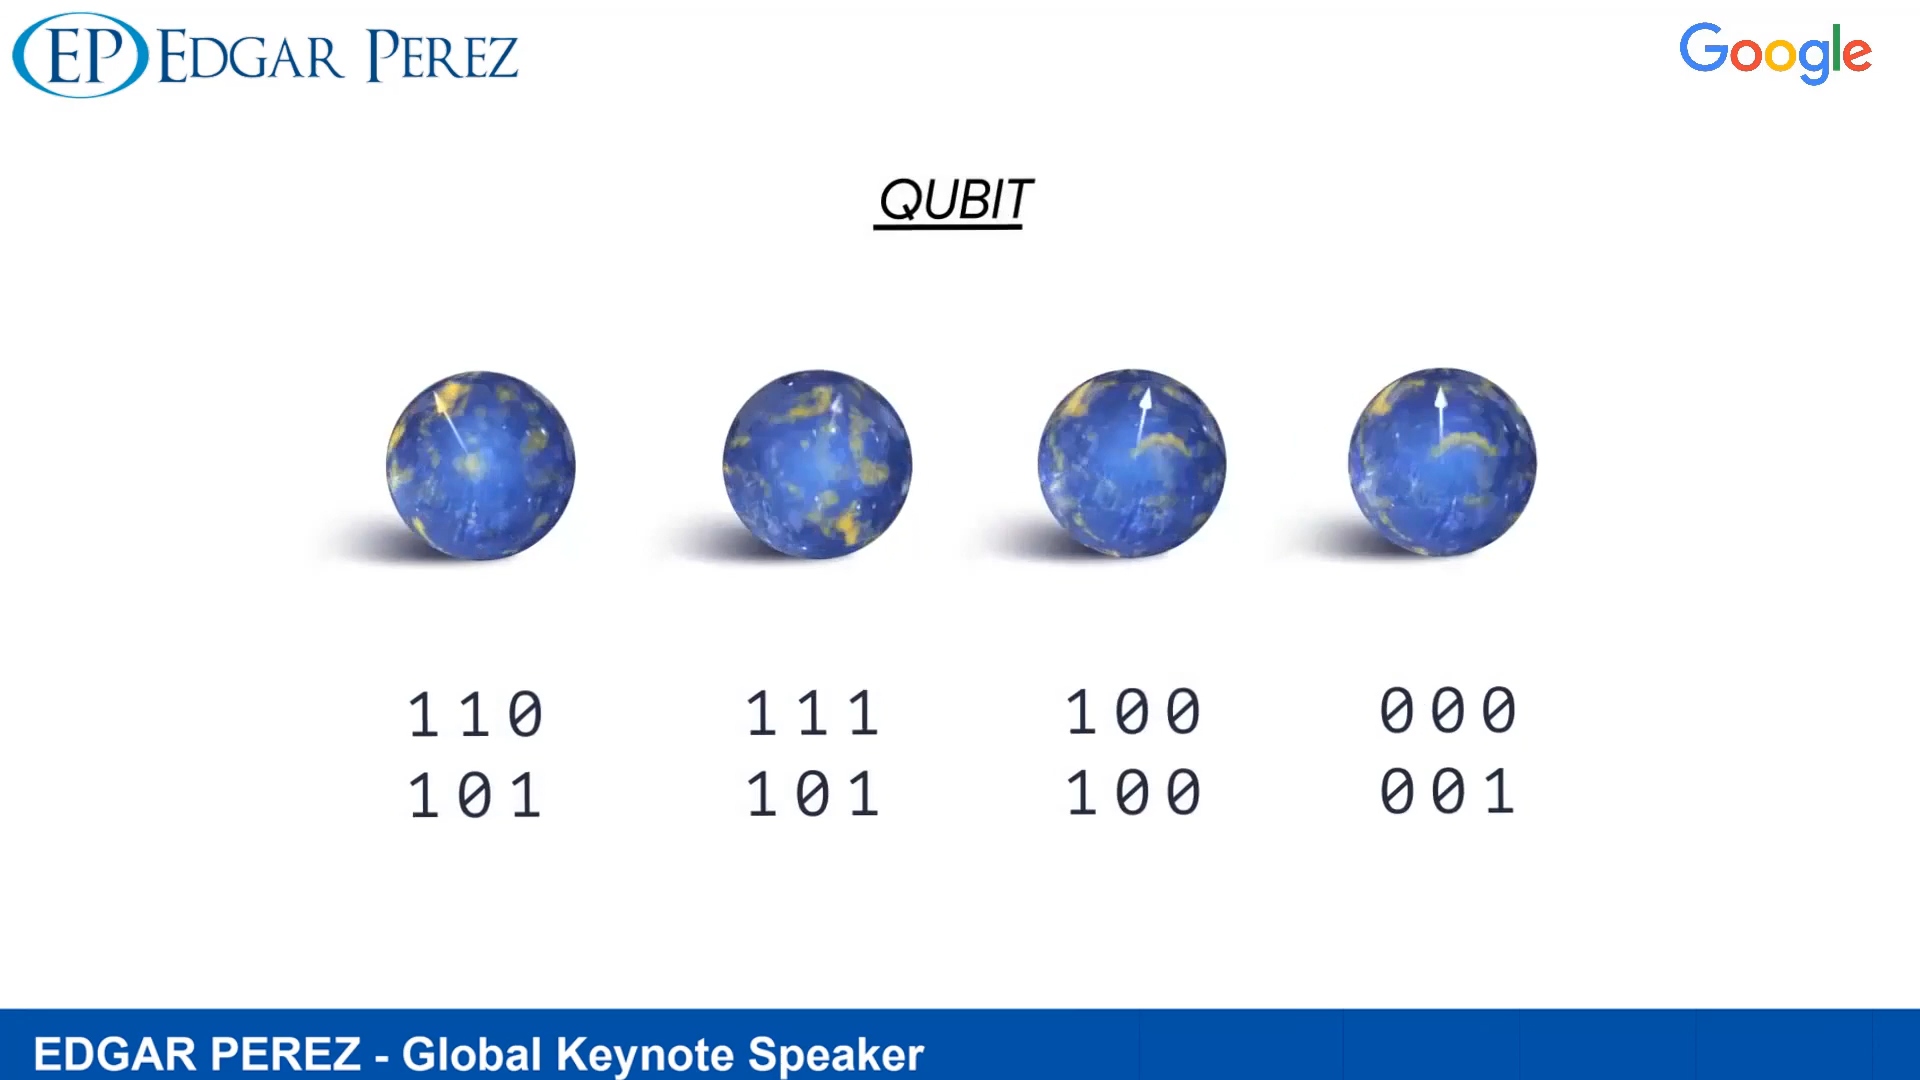 EP EDGAR PEREZ
Google
QUBIT
110 111 100 000
101 101 100 001
EDGAR PEREZ - Global Keynote Speaker